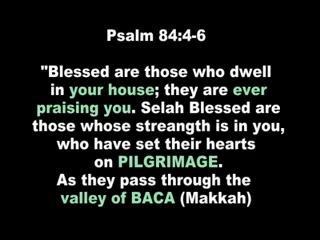 Psalm 84:4-6
"Blessed are those who dwell
in your house; they are ever
praising you. Selah Blessed are
those whose streangth is in you,
who have set their hearts
on PILGRIMAGE.
As they pass through the
valley of BACA (Makkah)